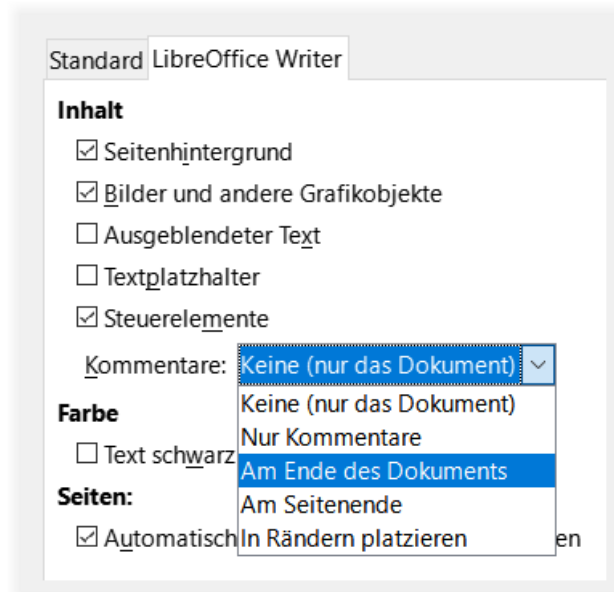 Standard LibreOffice Writer
Inhalt
Seitenhintergrund
Bilder und andere Grafikobjekte
Ausgeblendeter Text
Textplatzhalter
Steuerelemente
Kommentare: Keine (nur das Dokument)
Keine (nur das Dokument)
Farbe
Nur Kommentare
Text schwarz
Am Ende des Dokuments
Seiten:
Am Seitenende
Automatisch In Rändern platzieren en